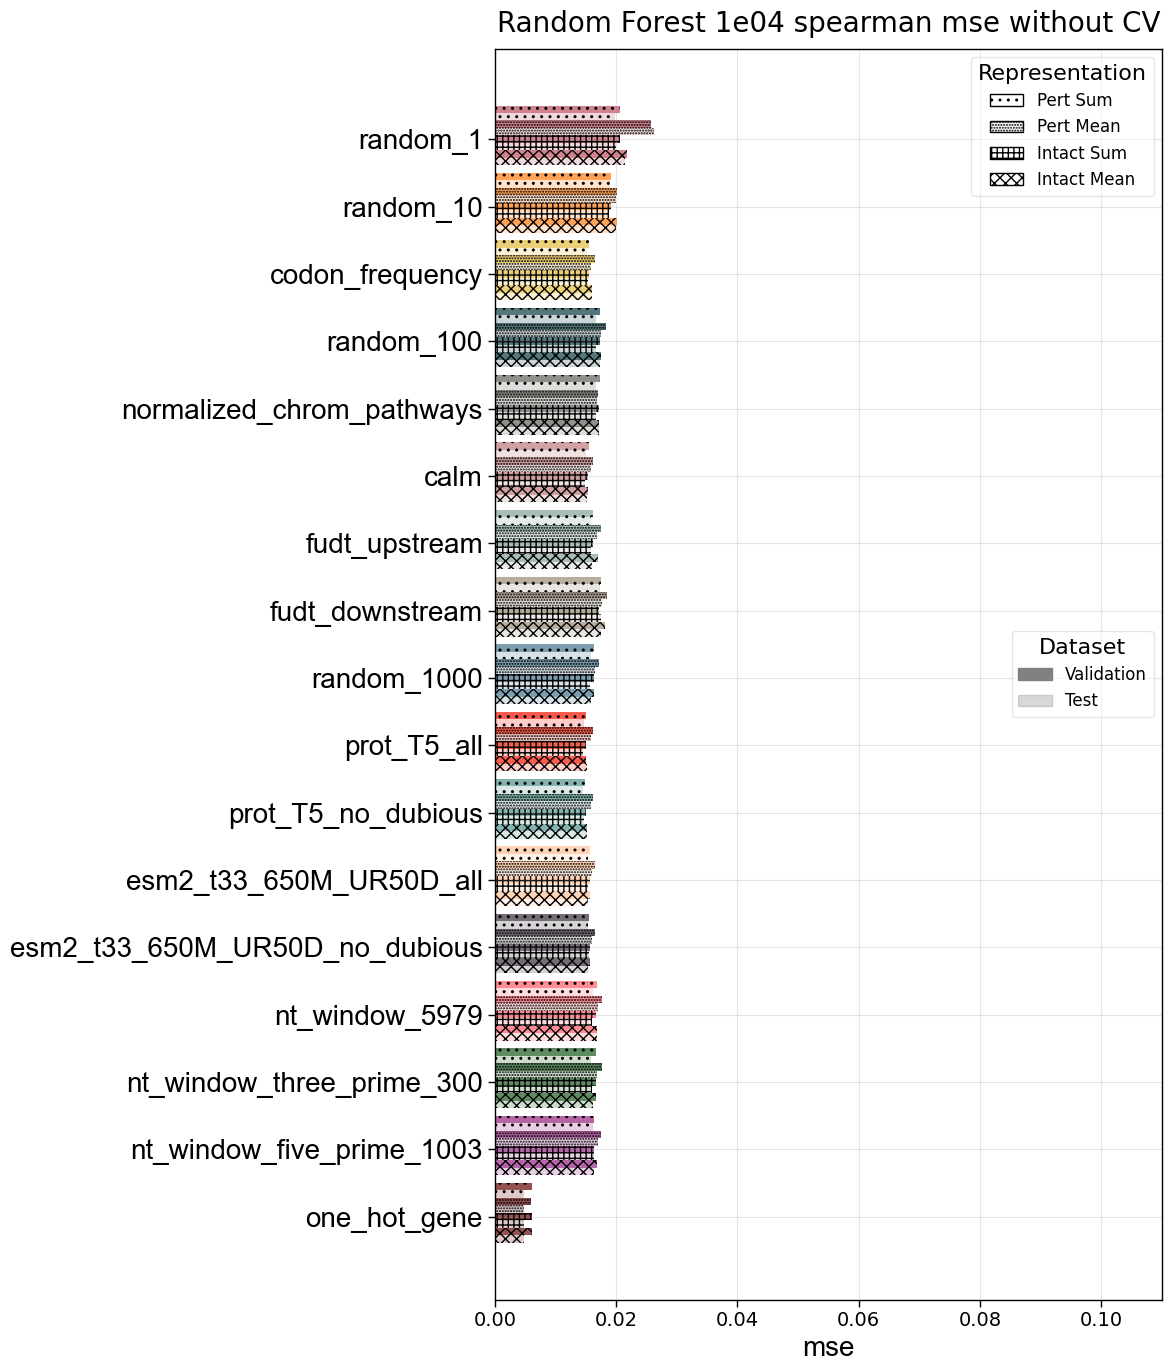 Random Forest 1e04 spearman mse without CV
Representation
Pert Sum
Pert Mean
Intact Sum
Intact Mean
random_1
random_10
codon_frequency
random_100
normalized_chrom_pathways
calm
fudt_upstream
fudt_downstream
Dataset
Validation
Test
random_1000
prot_T5_all
prot_T5_no_dubious
esm2_t33_650M_UR50D_all
esm2_t33_650M_UR50D_no_dubious
nt_window_5979
nt_window_three_prime_300
nt_window_five_prime_1003
one_hot_gene
0.00 0.02 0.04 0.06 0.08 0.10
mse